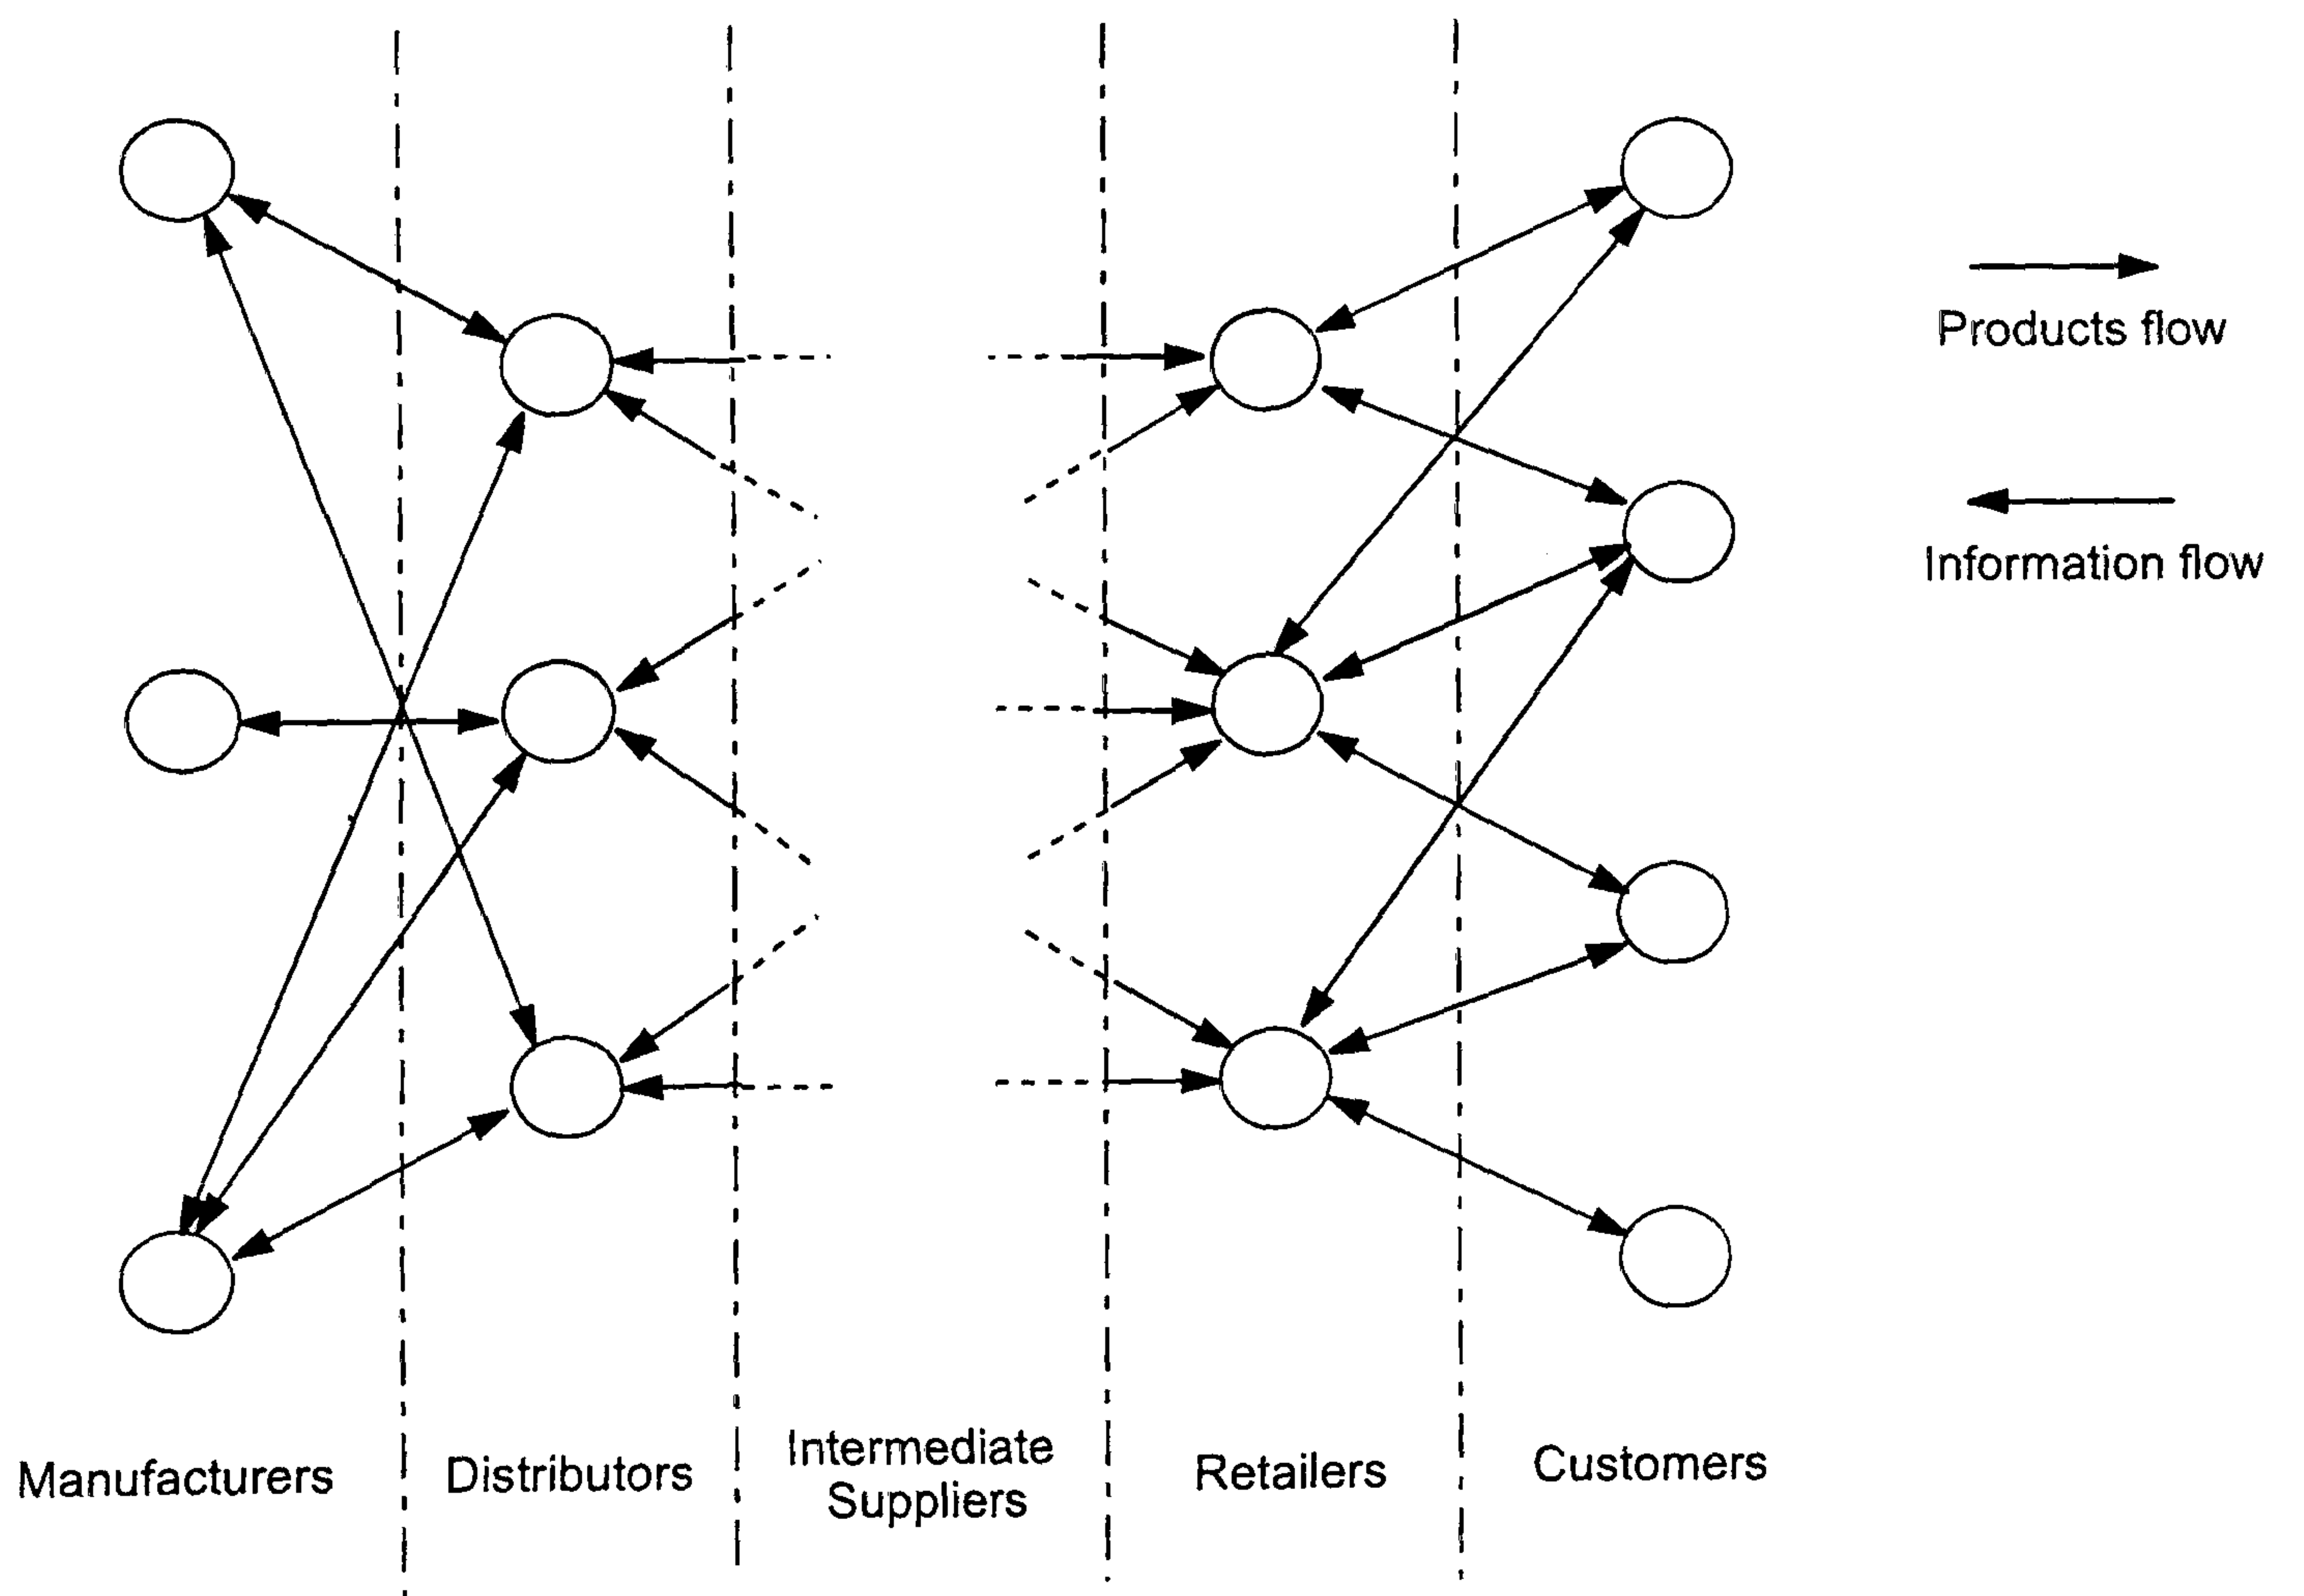 Products flow
Information flow
Manufacturers
Distributors
Intermediate
Suppliers
Retailers
Customers